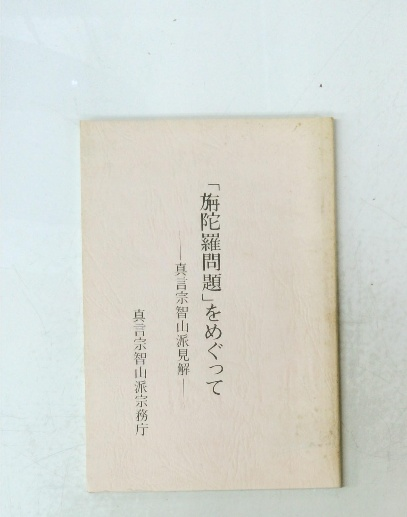 「旃陀羅問題」をめぐって
―真言宗智山派見解―
真言宗智山派宗務庁